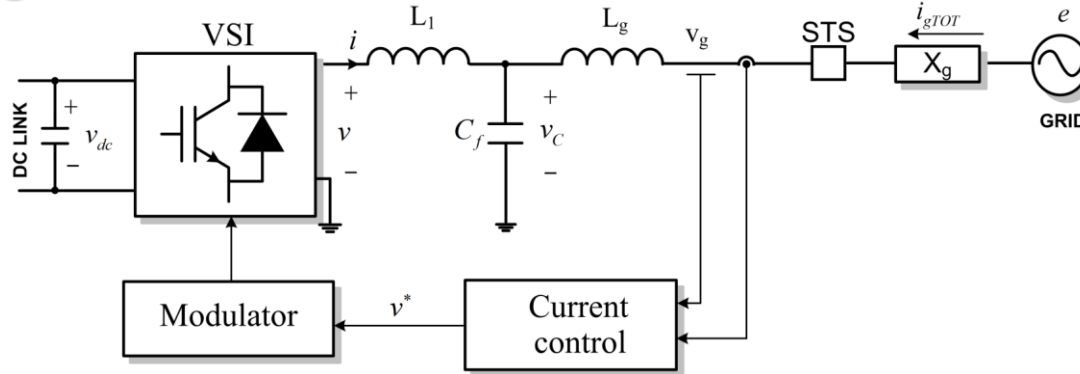 VSI
i
L1
Lg
vg
STS
igTOT
e
DC LINK
+
vdc
−
+
v
−
Cf
+
vC
−
Xg
GRID
Modulator
v*
Current
control